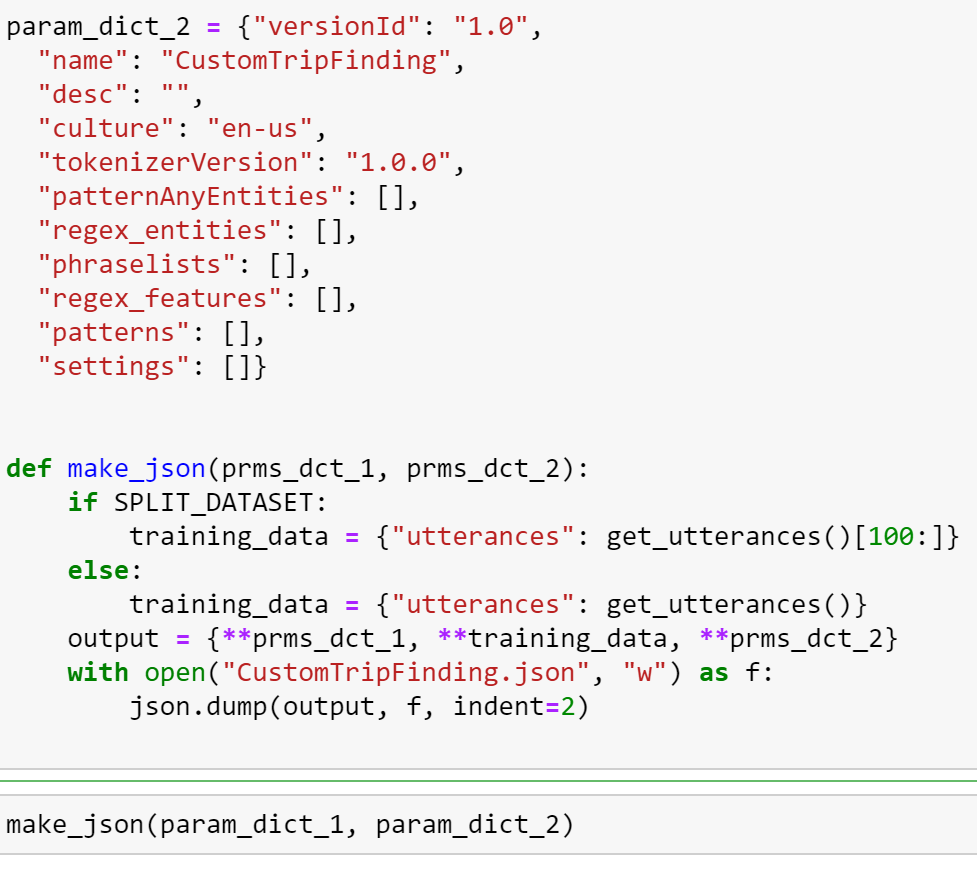 param_dict_2 = {"versionId": "1.0",
  "name": "CustomTripFinding",
  "desc": "",
  "culture": "en-us",
  "tokenizerVersion": "1.0.0",
  "patternAnyEntities": [],
  "regex_entities": [],
  "phraselists": [],
  "regex_features": [],
  "patterns": [],
  "settings": []}
def make_json(prms_dct_1, prms_dct_2):
    if SPLIT_DATASET:
        training_data = {"utterances": get_utterances()[100:]}
    else:
        training_data = {"utterances": get_utterances()}
    output = {**prms_dct_1, **training_data, **prms_dct_2}
    with open("CustomTripFinding.json", "w") as f:
        json.dump(output, f, indent=2)
make_json(param_dict_1, param_dict_2)